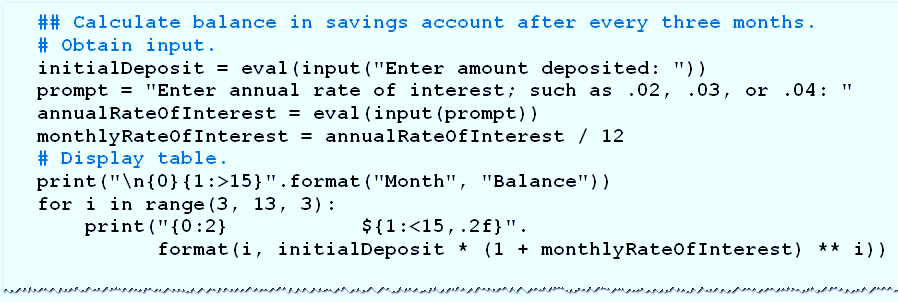 ## Calculate balance in savings account after every three months.
# Obtain input.
initialDeposit = eval(input("Enter amount deposited: "))
prompt = "Enter annual rate of interest; such as .02, .03, or .04: "
annualRateOfInterest = eval(input(prompt))
monthlyRateOfInterest = annualRateOfInterest / 12
# Display table.
print("\n{0}{1:>15}".format("Month", "Balance"))
for i in range(3, 13, 3):
    print("{0:2}           ${1:<15,.2f}".
          format(i, initialDeposit * (1 + monthlyRateOfInterest) ** i))